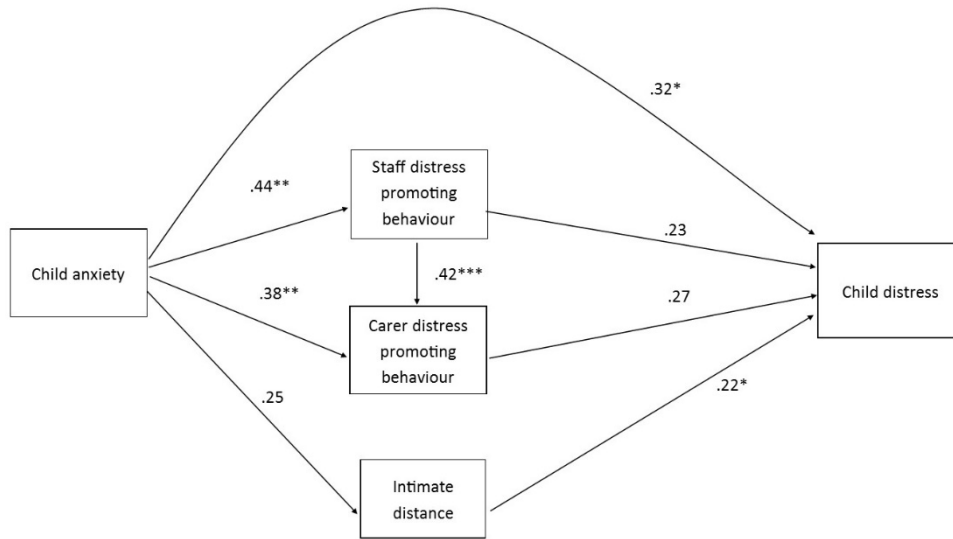 .32*
Staff distress
promoting
behaviour
.44**
.23
Child anxiety
.42***
Child distress
.38**
.27
Carer distress
promoting
behaviour
.25
.22*
Intimate
distance